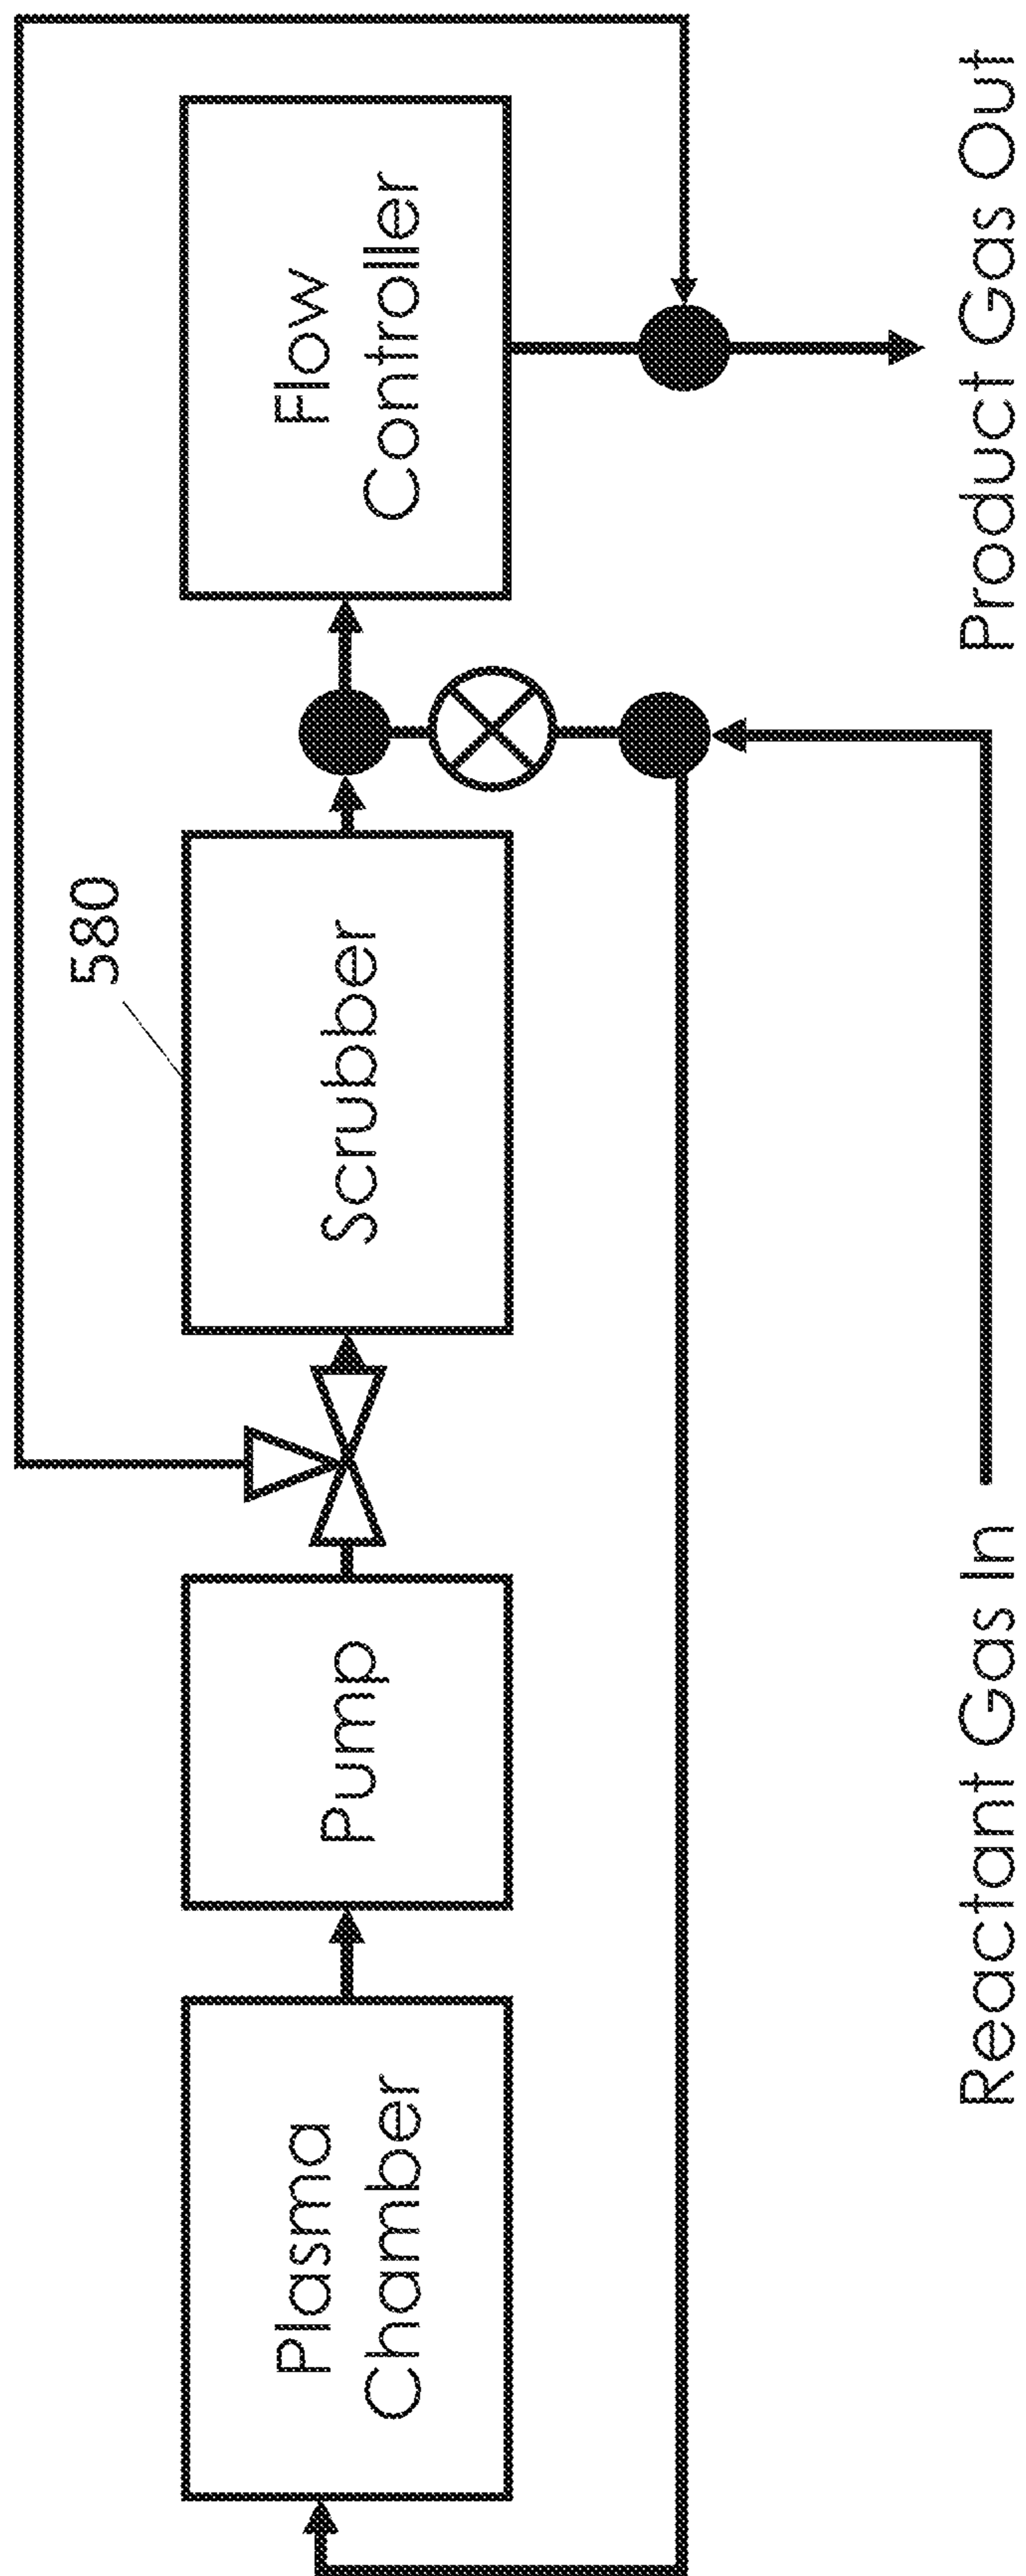 580
Plasma
Chamber
Pump
Scrubber
Flow
Controller
Reactant Gas In
Product Gas Out